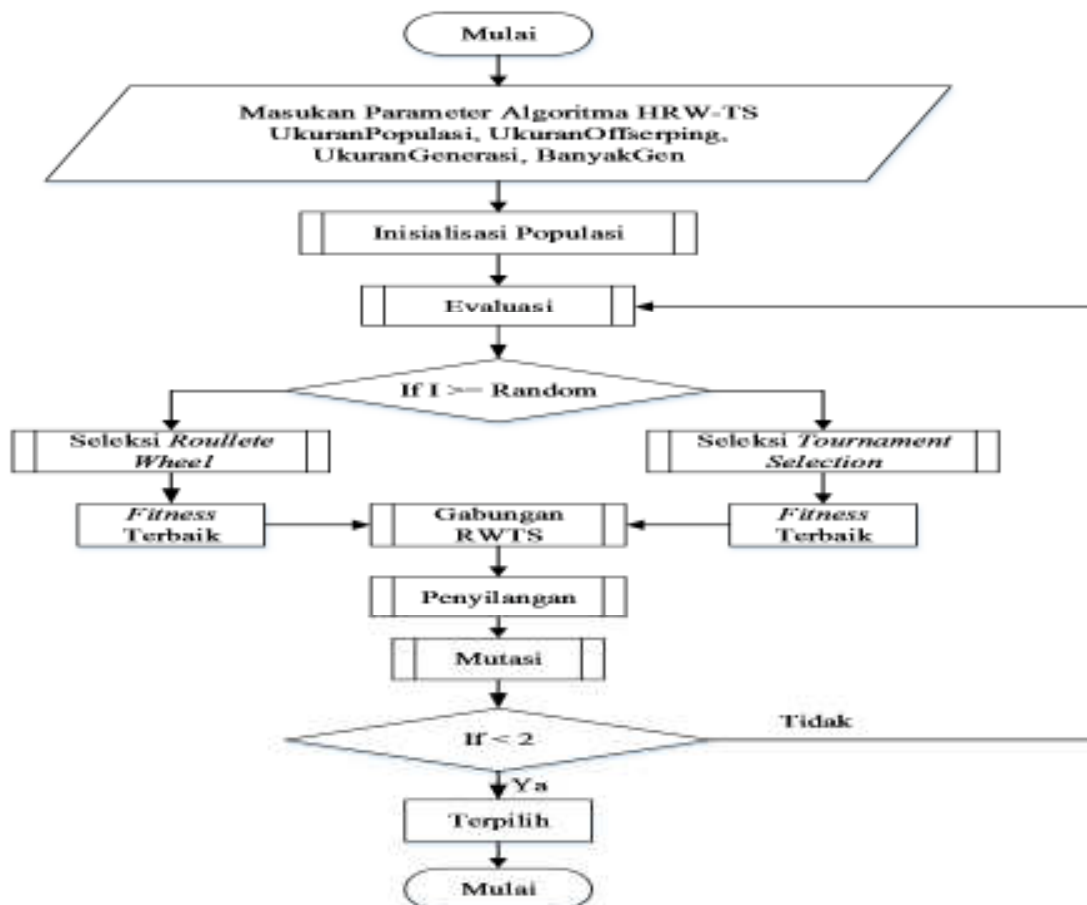 Mulai
Masukan Parameter Algoritma HRW-TS
UkuranPopulasi, UkuranOffserping,
UkuranGenerasi, BanyakGen
Inisialisasi Populasi
Evaluasi
If I >= Random
Seleksi Roullete
Wheel
Seleksi Tournament
Selection
Fitness
Terbaik
Gabungan
RWTS
Fitness
Terbaik
Penyilangan
Mutasi
If < 2
Tidak
Ya
Terpilih
Mulai